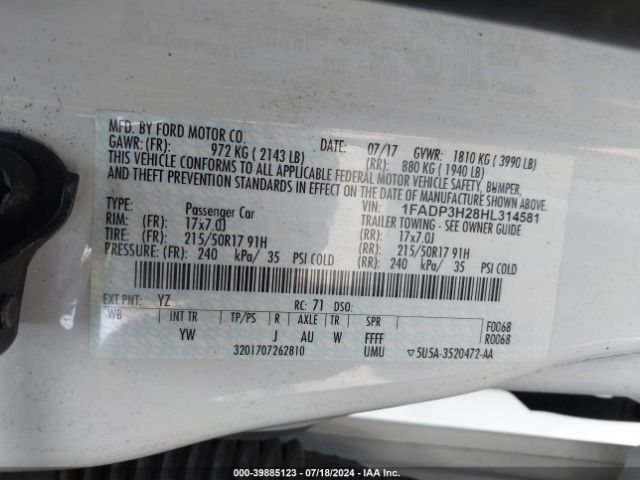 MFD. BY FORD MOTOR CO.
DATE: 07/17 GVWR: 1810 KG ( 3990 LB)
GAWR: (FR): 972 KG ( 2143 LB) (RR): 880 KG ( 1940 LB)
THIS VEHICLE CONFORMS TO ALL APPLICABLE FEDERAL MOTOR VEHICLE SAFETY, BUMPER,
AND THEFT PREVENTION STANDARDS IN EFFECT ON THE DATE OF MANUFACTURE SHOWN ABOVE.
VIN: 1FADP3H28HL314581
TYPE: Passenger Car TRAILER TOWING - SEE OWNER GUIDE
RIM: (FR): 17x7.0J (RR): 17x7.0J
TIRE: (FR): 215/50R17 91H (RR): 215/50R17 91H
PRESSURE: (FR): 240 kPa/ 35 PSI COLD (RR): 240 kPa/ 35 PSI COLD
EXT PNT: YZ RC: 71 DSO:
WB INT TR TP/PS R AXLE TR SPR F0068
YW J AU W FFFF R0068
3201707262810 UMU ▽5U5A-3520472-AA
000-39885123 - 07/18/2024 - IAA Inc.